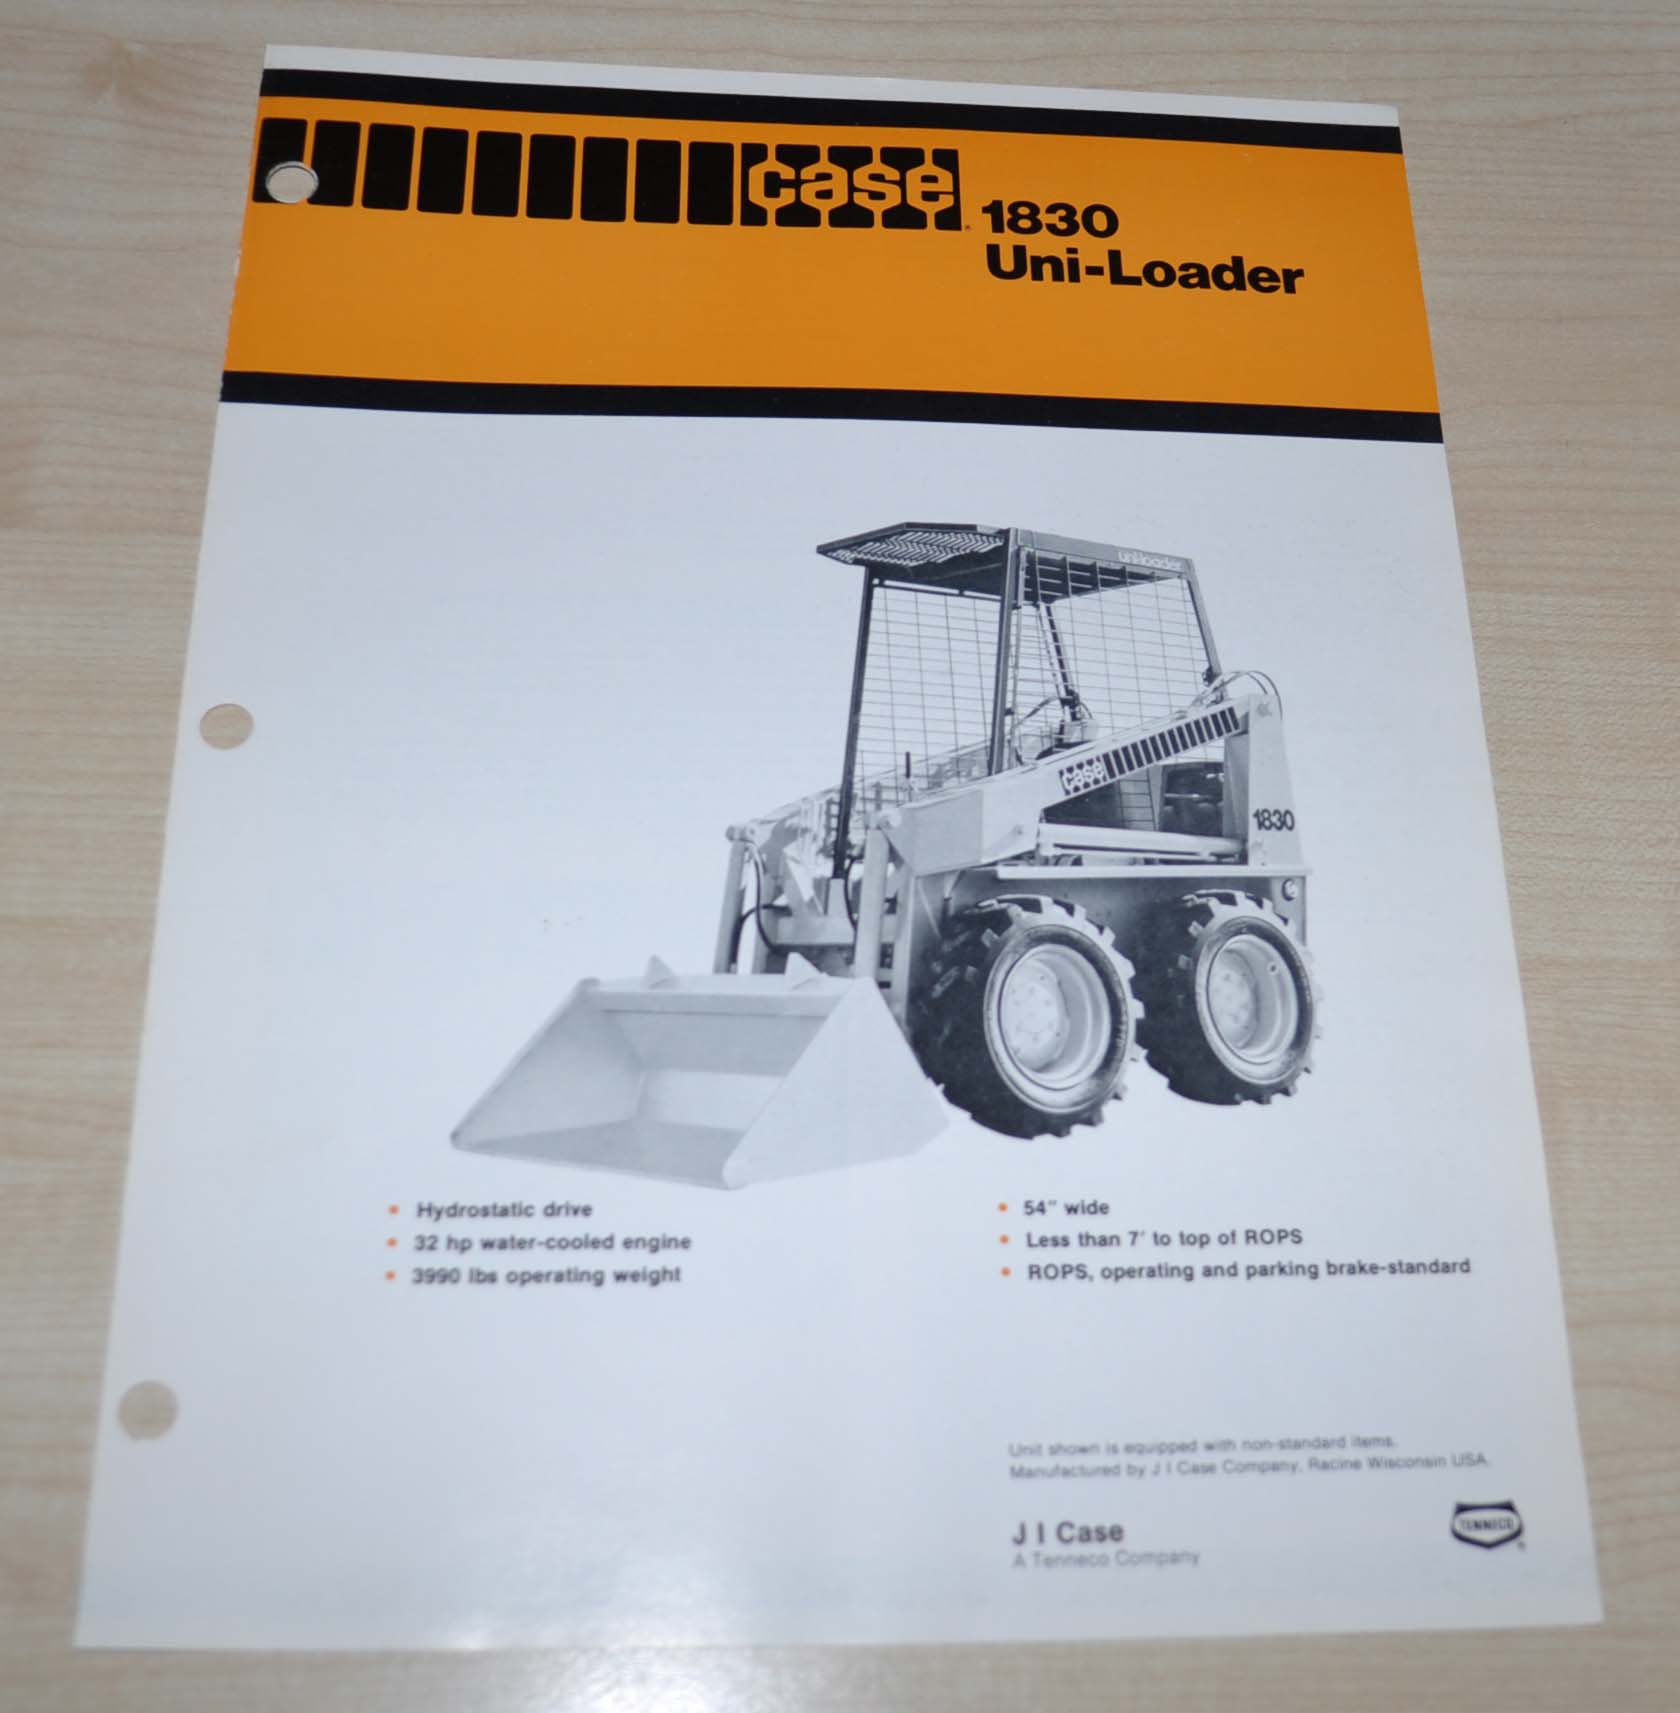 case®
1830
Uni-Loader
uni-loader
case
1830
• Hydrostatic drive
• 32 hp water-cooled engine
• 3990 lbs operating weight
• 54" wide
• Less than 7' to top of ROPS
• ROPS, operating and parking brake-standard
Unit shown is equipped with non-standard items.
Manufactured by J I Case Company, Racine Wisconsin USA.
J I Case
A Tenneco Company
TENNECO®